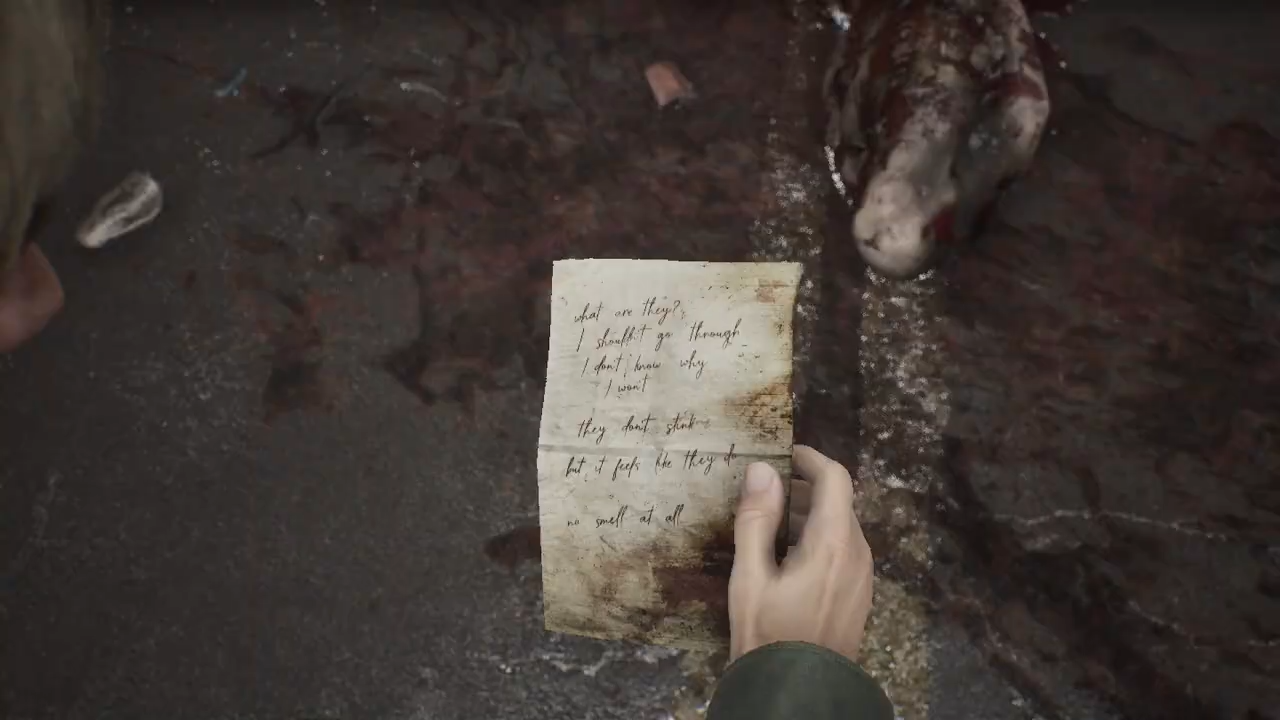 what are they?
I shouldn't go through
I don't know why
I won't
they don't stink
but it feels like they do
no smell at all